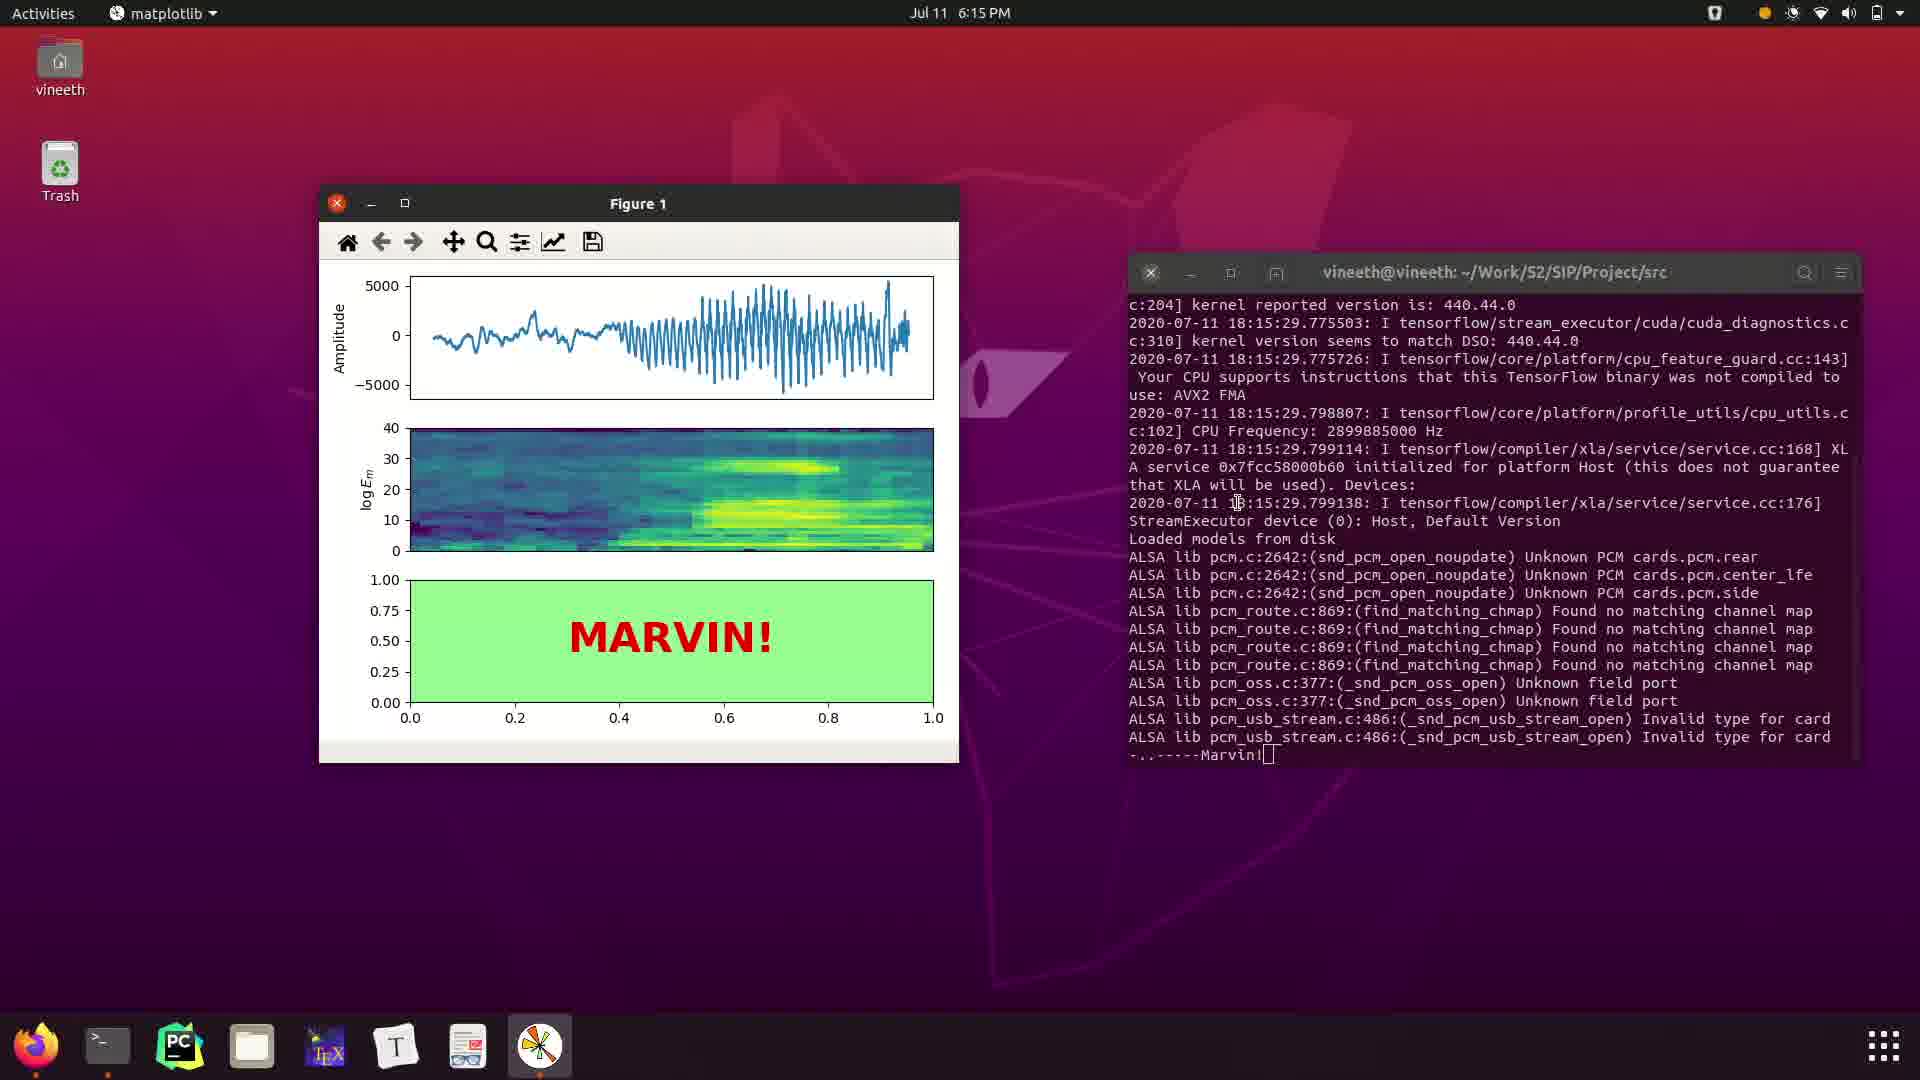 Activities
matplotlib
Jul 11 6:15 PM
vineeth
Trash
Figure 1
5000
0
−5000
Amplitude
40
30
20
10
0
log Em
1.00
0.75
0.50
0.25
0.00
MARVIN!
0.0 0.2 0.4 0.6 0.8 1.0
vineeth@vineeth: ~/Work/S2/SIP/Project/src
c:204] kernel reported version is: 440.44.0
2020-07-11 18:15:29.775503: I tensorflow/stream_executor/cuda/cuda_diagnostics.c
c:310] kernel version seems to match DSO: 440.44.0
2020-07-11 18:15:29.775726: I tensorflow/core/platform/cpu_feature_guard.cc:143]
Your CPU supports instructions that this TensorFlow binary was not compiled to
use: AVX2 FMA
2020-07-11 18:15:29.798807: I tensorflow/core/platform/profile_utils/cpu_utils.c
c:102] CPU Frequency: 2899885000 Hz
2020-07-11 18:15:29.799114: I tensorflow/compiler/xla/service/service.cc:168] XL
A service 0x7fcc58000b60 initialized for platform Host (this does not guarantee
that XLA will be used). Devices:
2020-07-11 18:15:29.799138: I tensorflow/compiler/xla/service/service.cc:176]
StreamExecutor device (0): Host, Default Version
Loaded models from disk
ALSA lib pcm.c:2642:(snd_pcm_open_noupdate) Unknown PCM cards.pcm.rear
ALSA lib pcm.c:2642:(snd_pcm_open_noupdate) Unknown PCM cards.pcm.center_lfe
ALSA lib pcm.c:2642:(snd_pcm_open_noupdate) Unknown PCM cards.pcm.side
ALSA lib pcm_route.c:869:(find_matching_chmap) Found no matching channel map
ALSA lib pcm_route.c:869:(find_matching_chmap) Found no matching channel map
ALSA lib pcm_route.c:869:(find_matching_chmap) Found no matching channel map
ALSA lib pcm_route.c:869:(find_matching_chmap) Found no matching channel map
ALSA lib pcm_oss.c:377:(_snd_pcm_oss_open) Unknown field port
ALSA lib pcm_oss.c:377:(_snd_pcm_oss_open) Unknown field port
ALSA lib pcm_usb_stream.c:486:(_snd_pcm_usb_stream_open) Invalid type for card
ALSA lib pcm_usb_stream.c:486:(_snd_pcm_usb_stream_open) Invalid type for card
-..-----Marvin!
>_
PC
TEX
T